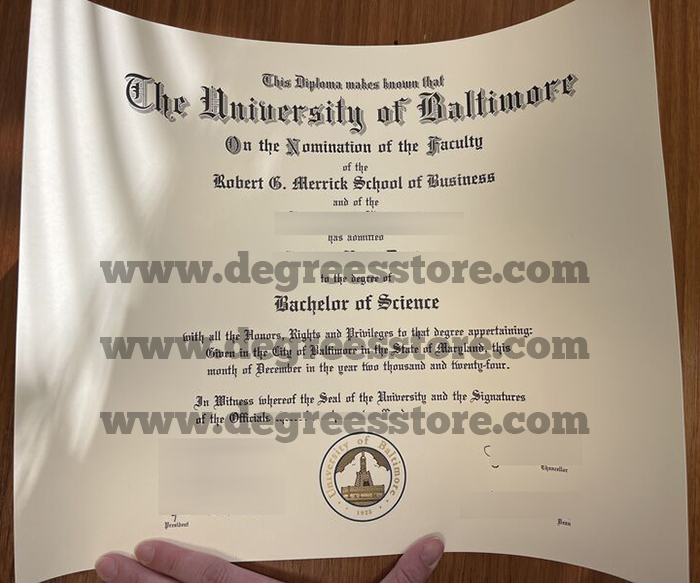 This Diploma makes known that
The University of Baltimore
On the Nomination of the Faculty
of the
Robert G. Merrick School of Business
and of the
has admitted
www.degreesstore.com
to the degree of
Bachelor of Science
with all the Honors, Rights and Privileges to that degree appertaining:
www.degreesstore.com
Given in the City of Baltimore in the State of Maryland, this
month of December in the year two thousand and twenty-four.
In Witness whereof the Seal of the University and the Signatures
of the Officials
www.degreesstore.com
University of Baltimore
1925
Chancellor
President
Dean